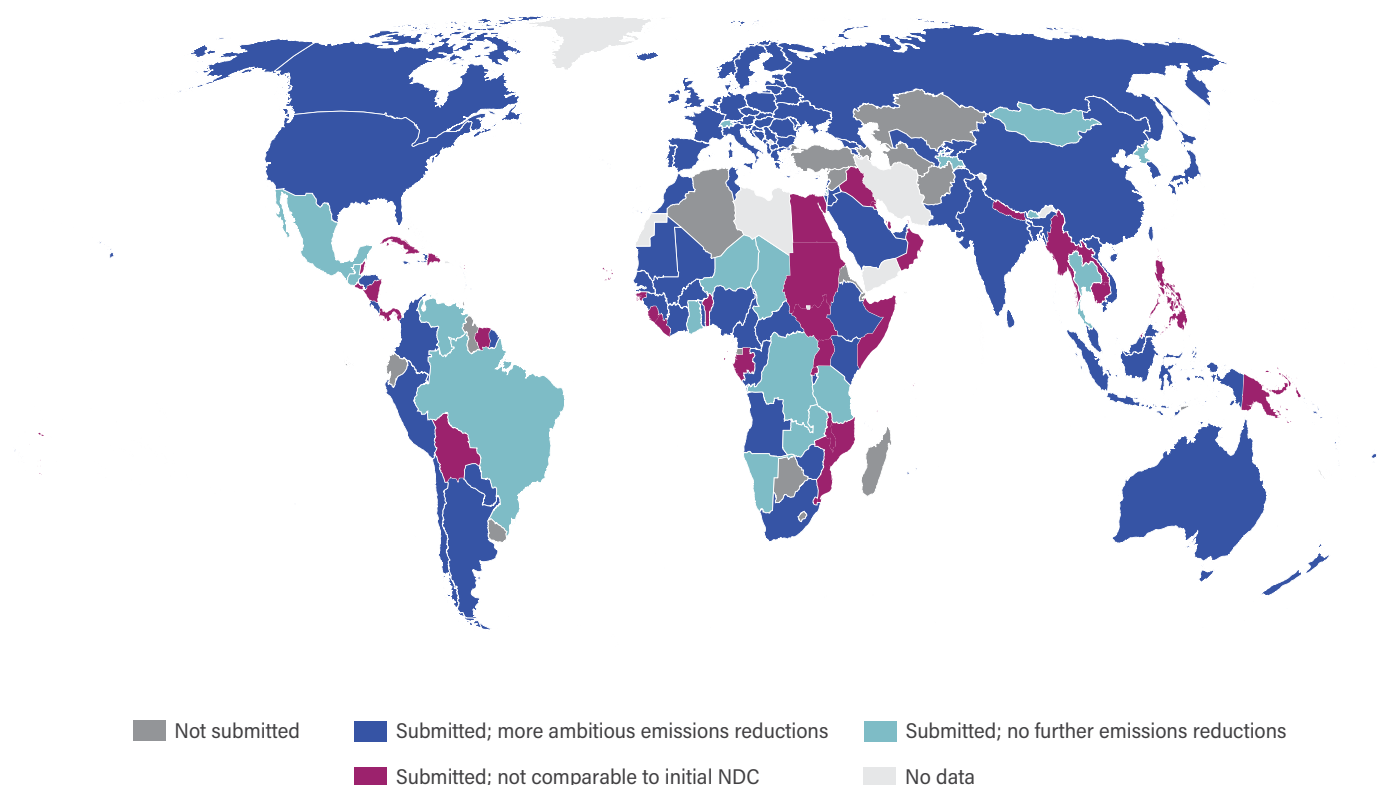 Not submitted
Submitted; more ambitious emissions reductions
Submitted; no further emissions reductions
Submitted; not comparable to initial NDC
No data